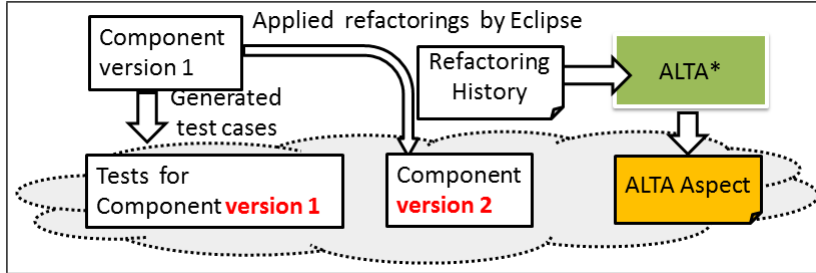 Applied refactorings by Eclipse
Component
version 1
Refactoring
History
ALTA*
Generated
test cases
Tests for
Component version 1
Component
version 2
ALTA Aspect